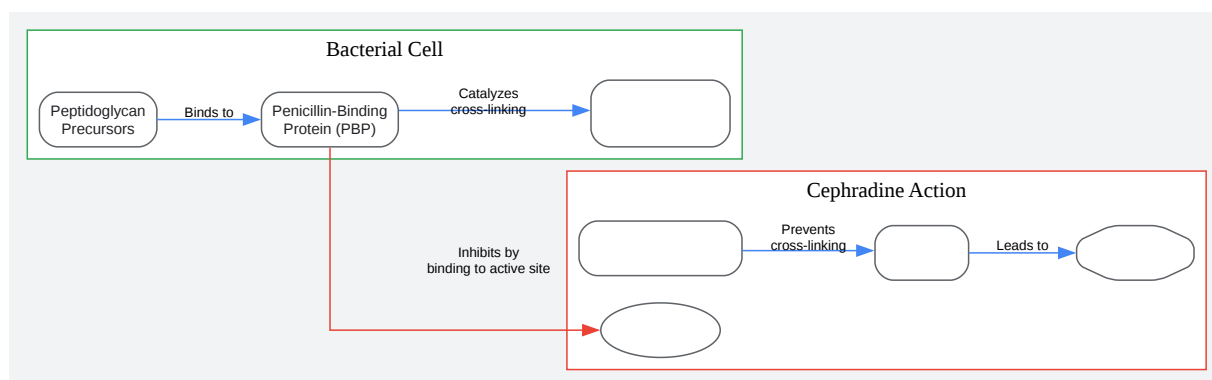 Bacterial Cell
Peptidoglycan
Precursors
Binds to
Penicillin-Binding
Protein (PBP)
Catalyzes
cross-linking
Cephradine Action
Prevents
cross-linking
Leads to
Inhibits by
binding to active site